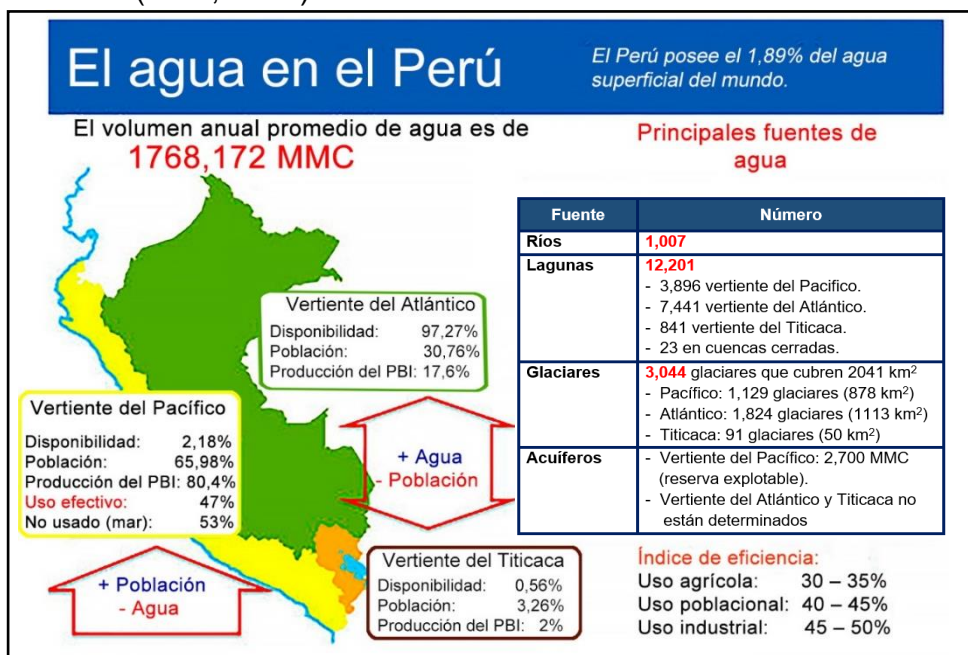 El agua en el Perú
El Perú posee el 1,89% del agua
superficial del mundo.
El volumen anual promedio de agua es de
1768,172 MMC
Vertiente del Atlántico
Disponibilidad: 97,27%
Población: 30,76%
Producción del PBI: 17,6%
Vertiente del Pacífico
Disponibilidad: 2,18%
Población: 65,98%
Producción del PBI: 80,4%
Uso efectivo: 47%
No usado (mar): 53%
+ Agua
- Población
+ Población
- Agua
Vertiente del Titicaca
Disponibilidad: 0,56%
Población: 3,26%
Producción del PBI: 2%
Principales fuentes de
agua
Fuente Número
Ríos 1,007
Lagunas 12,201
- 3,896 vertiente del Pacifico.
- 7,441 vertiente del Atlántico.
- 841 vertiente del Titicaca.
- 23 en cuencas cerradas.
Glaciares 3,044 glaciares que cubren 2041 km²
- Pacífico: 1,129 glaciares (878 km²)
- Atlántico: 1,824 glaciares (1113 km²)
- Titicaca: 91 glaciares (50 km²)
Acuíferos - Vertiente del Pacífico: 2,700 MMC
(reserva explotable).
- Vertiente del Atlántico y Titicaca no
están determinados
Índice de eficiencia:
Uso agrícola: 30 – 35%
Uso poblacional: 40 – 45%
Uso industrial: 45 – 50%